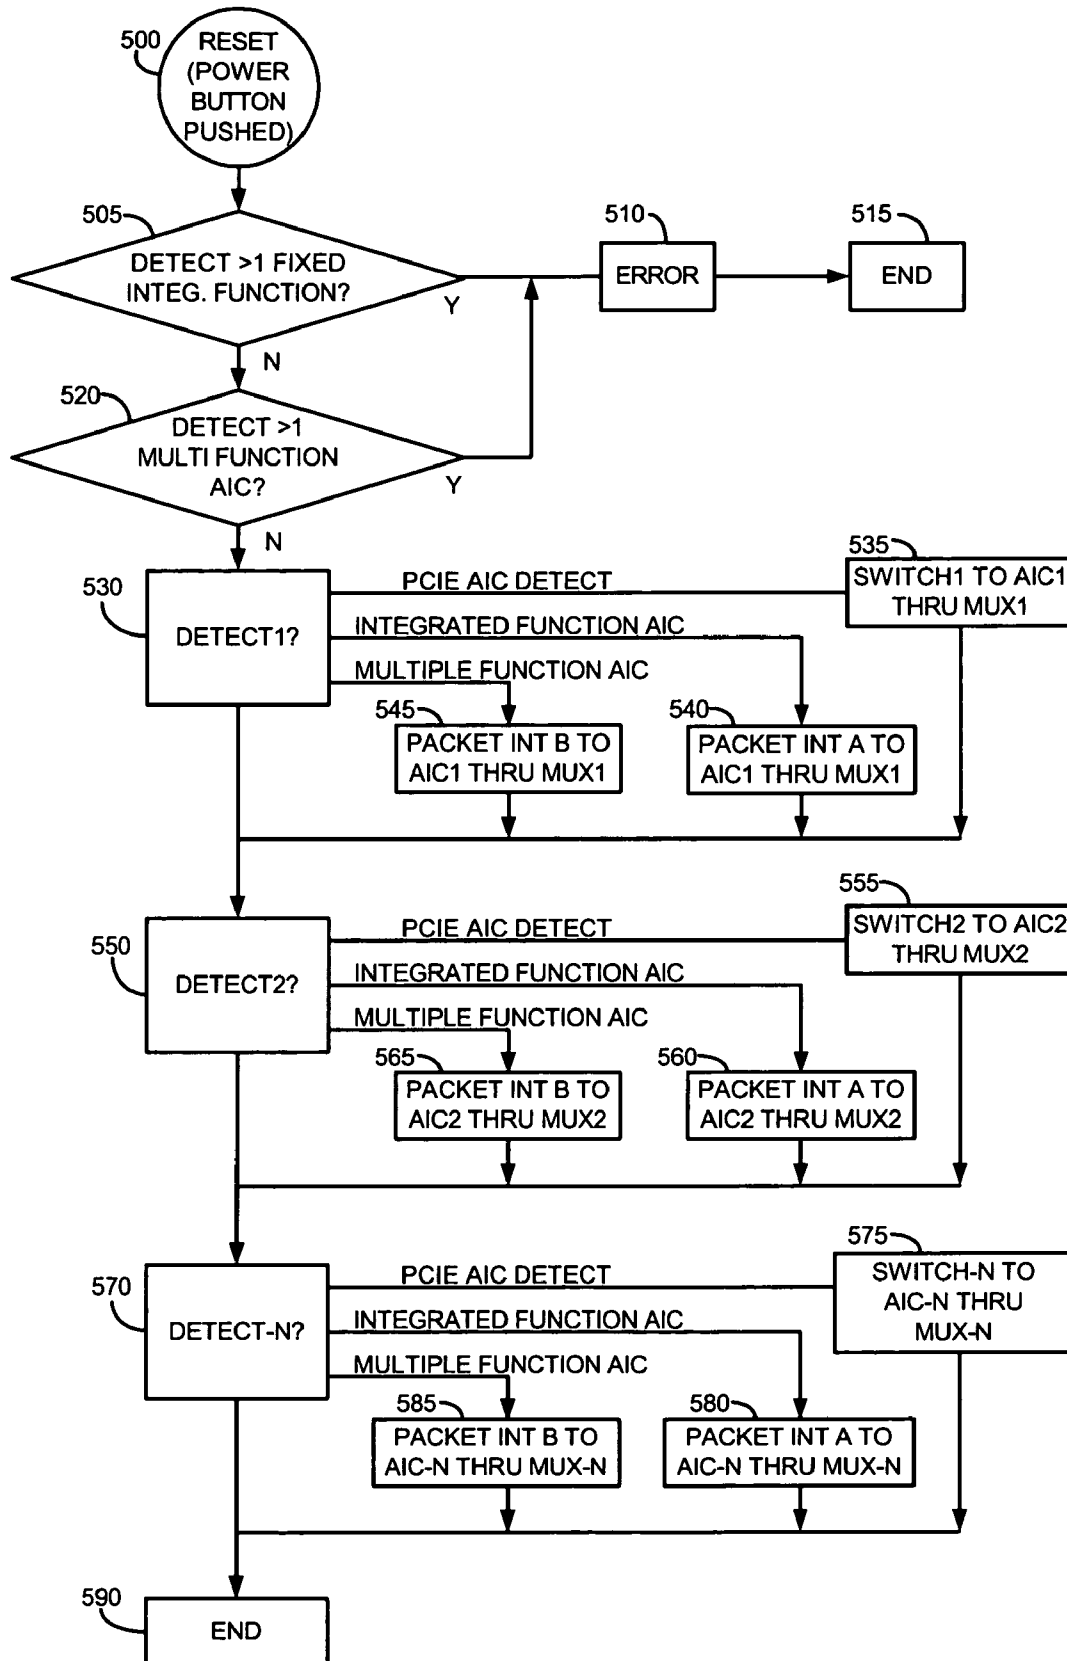 500
RESET
(POWER
BUTTON
PUSHED)
505
DETECT >1 FIXED
INTEG. FUNCTION?
Y
N
510
ERROR
515
END
520
DETECT >1
MULTI FUNCTION
AIC?
Y
N
530
DETECT1?
PCIE AIC DETECT
INTEGRATED FUNCTION AIC
MULTIPLE FUNCTION AIC
535
SWITCH1 TO AIC1
THRU MUX1
545
PACKET INT B TO
AIC1 THRU MUX1
540
PACKET INT A TO
AIC1 THRU MUX1
550
DETECT2?
PCIE AIC DETECT
INTEGRATED FUNCTION AIC
MULTIPLE FUNCTION AIC
555
SWITCH2 TO AIC2
THRU MUX2
565
PACKET INT B TO
AIC2 THRU MUX2
560
PACKET INT A TO
AIC2 THRU MUX2
570
DETECT-N?
PCIE AIC DETECT
INTEGRATED FUNCTION AIC
MULTIPLE FUNCTION AIC
575
SWITCH-N TO
AIC-N THRU
MUX-N
585
PACKET INT B TO
AIC-N THRU MUX-N
580
PACKET INT A TO
AIC-N THRU MUX-N
590
END